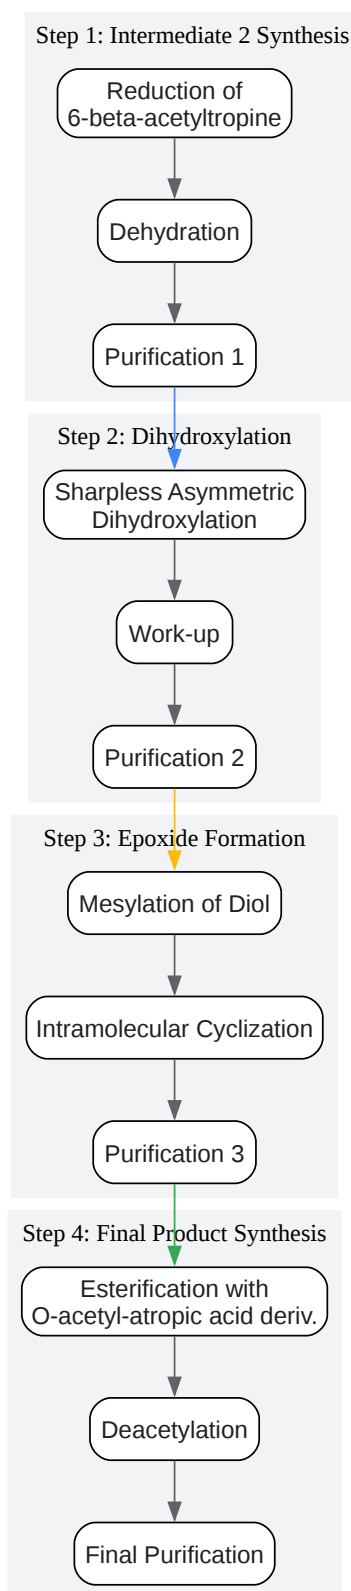 Step 1: Intermediate 2 Synthesis
Reduction of
6-beta-acetyltropine
Dehydration
Purification 1
Step 2: Dihydroxylation
Sharpless Asymmetric
Dihydroxylation
Work-up
Purification 2
Step 3: Epoxide Formation
Mesylation of Diol
Intramolecular Cyclization
Purification 3
Step 4: Final Product Synthesis
Esterification with
O-acetyl-atropic acid deriv.
Deacetylation
Final Purification